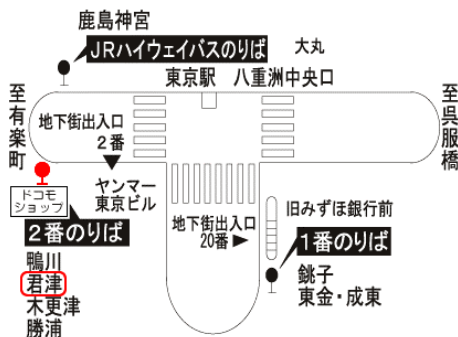 鹿島神宮
JRハイウェイバスのりば
大丸
東京駅 八重洲中央口
至有楽町
至呉服橋
地下街出入口
2番
ヤンマー
東京ビル
ドコモ
ショップ
2番のりば
鴨川
君津
木更津
勝浦
地下街出入口
20番
旧みずほ銀行前
1番のりば
銚子
東金・成東